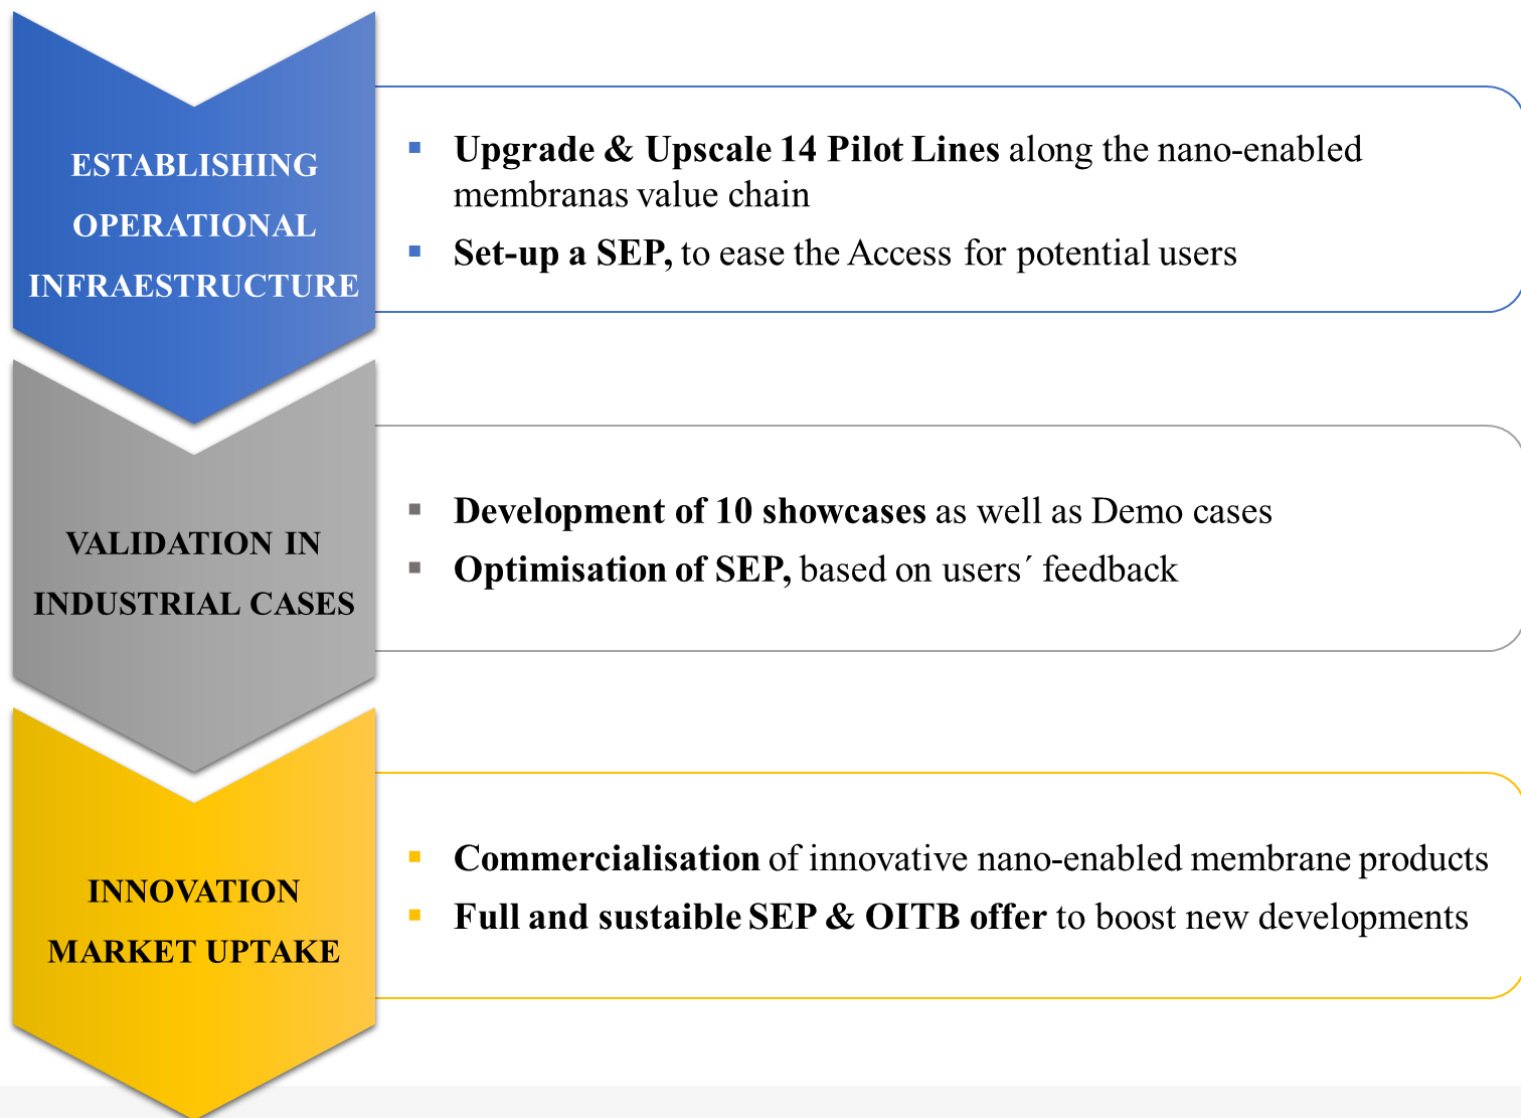 ESTABLISHING
OPERATIONAL
INFRAESTRUCTURE
▪ Upgrade & Upscale 14 Pilot Lines along the nano-enabled
membranas value chain
▪ Set-up a SEP, to ease the Access for potential users
VALIDATION IN
INDUSTRIAL CASES
▪ Development of 10 showcases as well as Demo cases
▪ Optimisation of SEP, based on users´ feedback
INNOVATION
MARKET UPTAKE
▪ Commercialisation of innovative nano-enabled membrane products
▪ Full and sustaible SEP & OITB offer to boost new developments